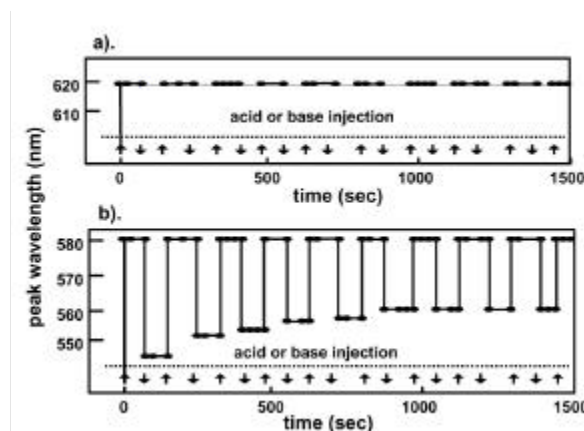 a).
620
610
acid or base injection
0 500 1000 1500
time (sec)
peak wavelength (nm)
b).
580
570
560
550
acid or base injection
0 500 1000 1500
time (sec)